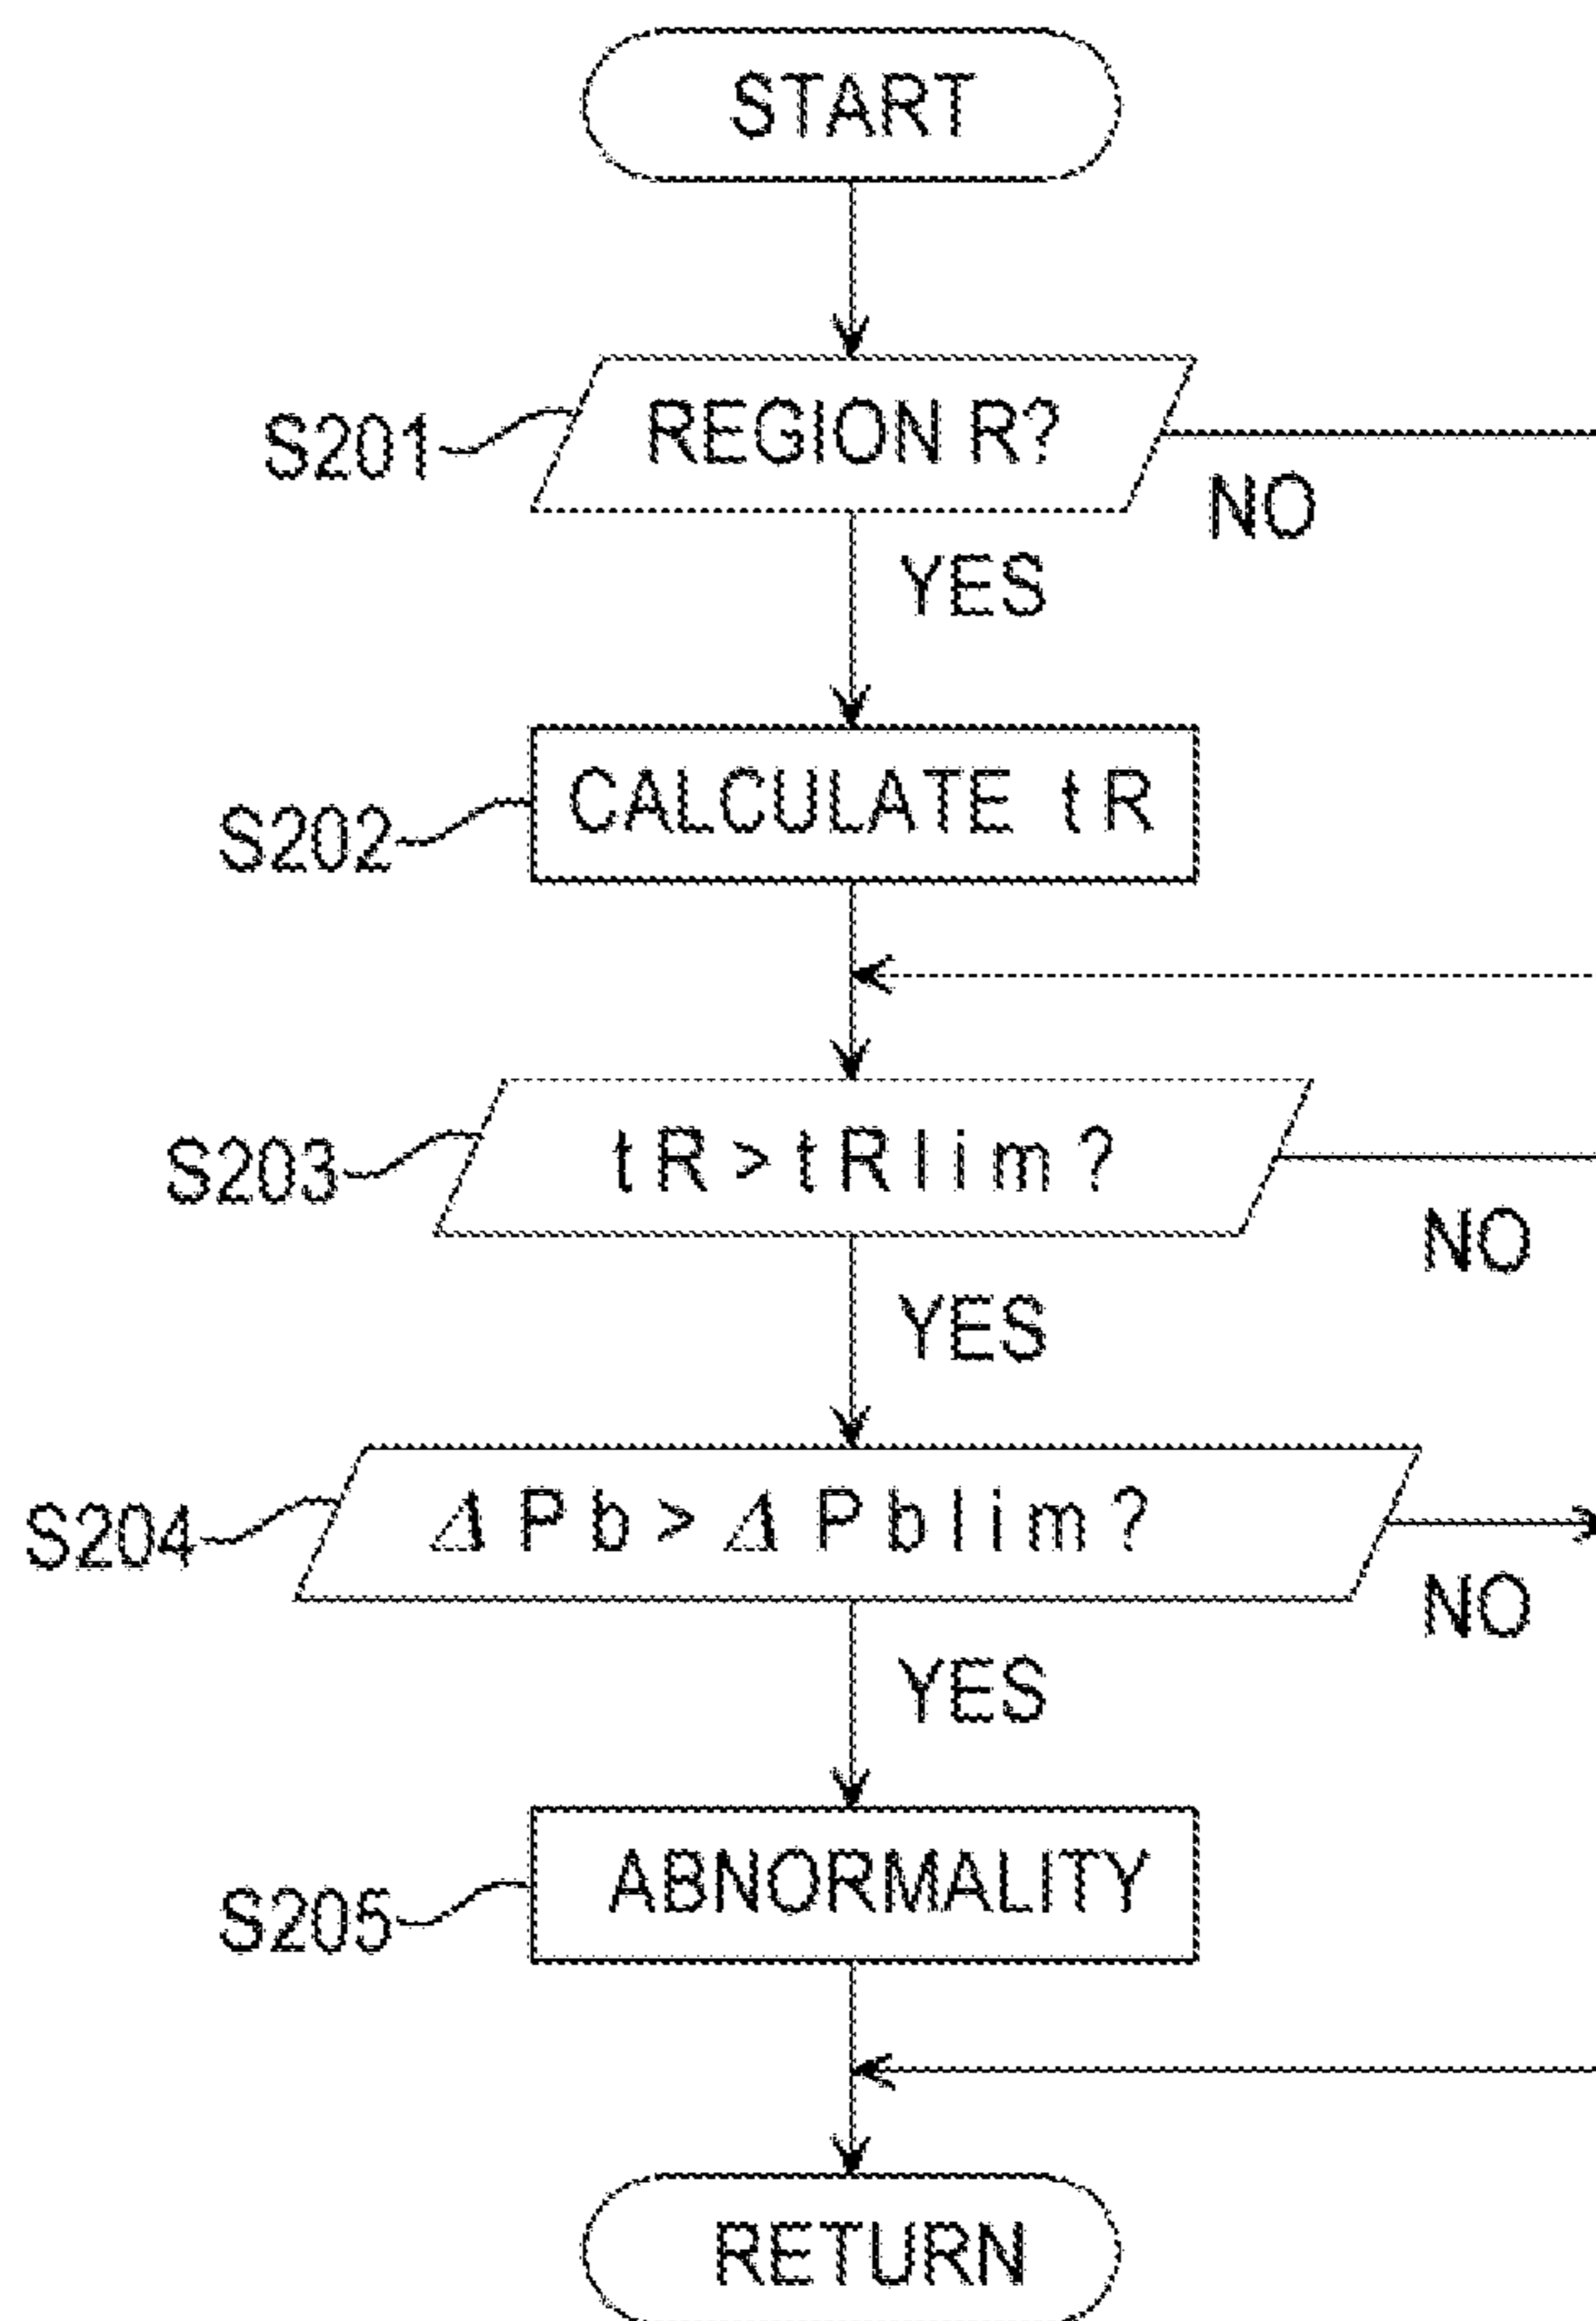 START
S201
REGION R?
NO
YES
S202
CALCULATE tR
S203
tR>tRlim?
NO
YES
S204
ΔPb>ΔPblim?
NO
YES
S205
ABNORMALITY
RETURN